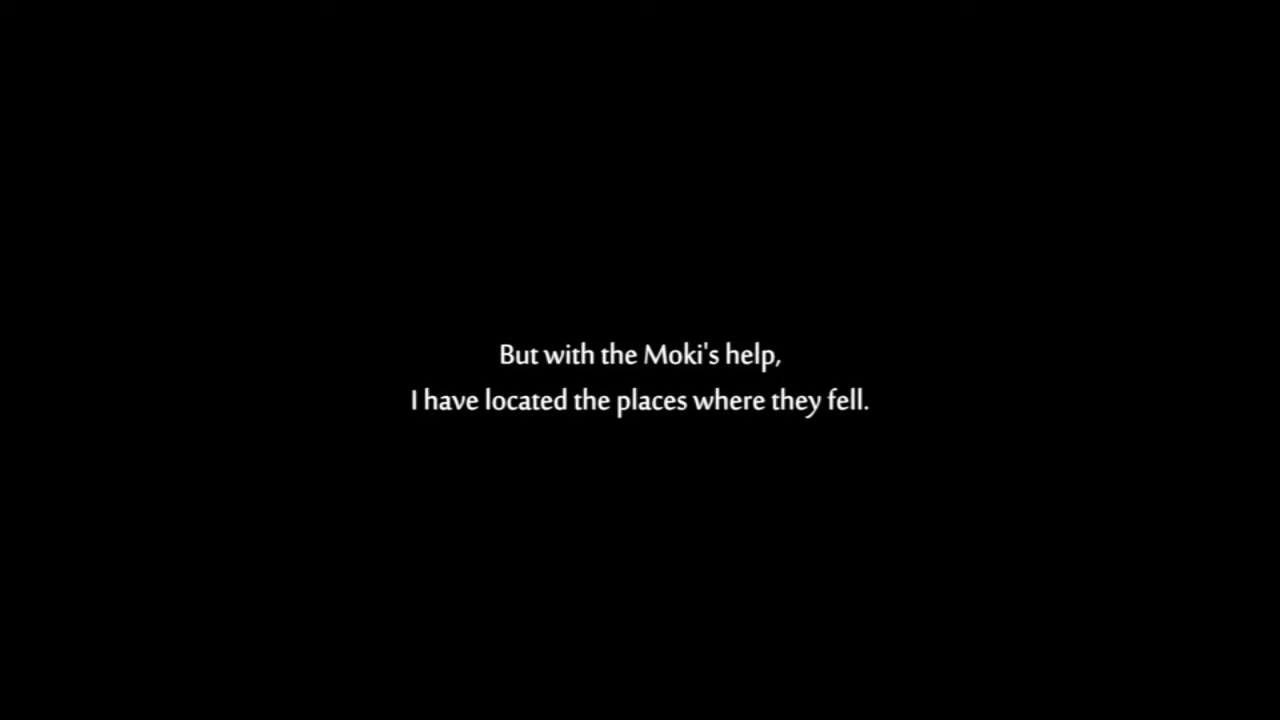 But with the Moki's help,
I have located the places where they fell.